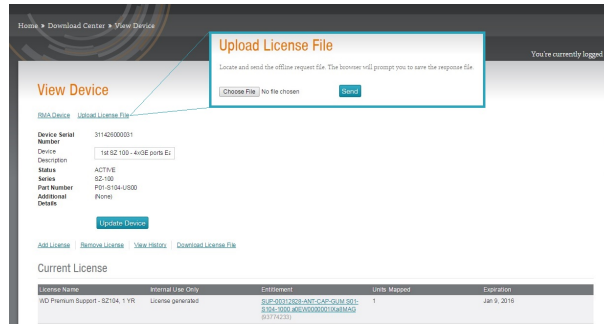 Home » Download Center » View Device
Upload License File
You're currently logged
Locate and send the offline request file. The browser will prompt you to save the response file.
Choose File No file chosen Send
View Device
RMA Device Upload License File
Device Serial Number 311426000031
Device Description 1st SZ 100 - 4xGE ports Ea
Status ACTIVE
Series SZ-100
Part Number P01-S104-US00
Additional Details (None)
Update Device
Add License Remove License View History Download License File
Current License
License Name Internal Use Only Entitlement Units Mapped Expiration
WD Premium Support - SZ104, 1 YR License generated SUP-00312828-ANT-CAP-GUM S01- 1 Jan 9, 2016
(93774233)